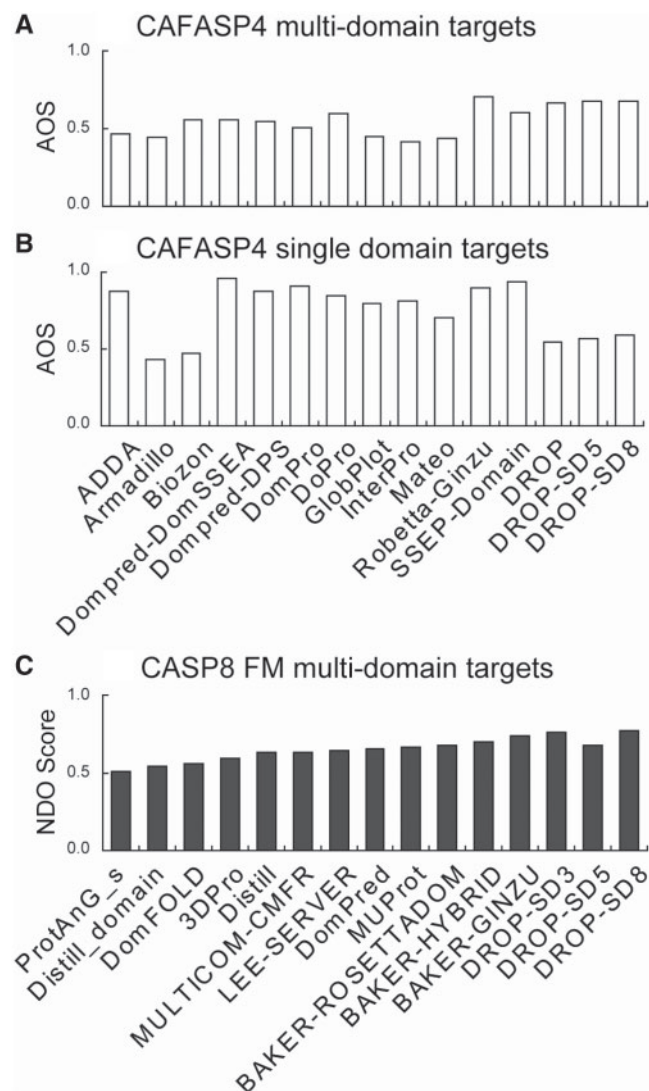 A CAFASP4 multi-domain targets
1.0
AOS
0.5
0.0
B CAFASP4 single domain targets
1.0
AOS
0.5
0.0
ADDA
Armadillo
Biozon
Dompred-DomSSEA
Dompred-DPS
DomPro
DoPro
GlobPlot
InterPro
Mateo
Robetta-Ginzu
SSEP-Domain
DROP
DROP-SD5
DROP-SD8
C CASP8 FM multi-domain targets
1.0
NDO Score
0.5
0.0
ProtAnG_s
Distill_domain
DomFOLD
3DPro
Distill
MULTICOM-CMFR
LEE-SERVER
DomPred
MUProt
BAKER-ROSETTADOM
BAKER-HYBRID
BAKER-GINZU
DROP-SD3
DROP-SD5
DROP-SD8